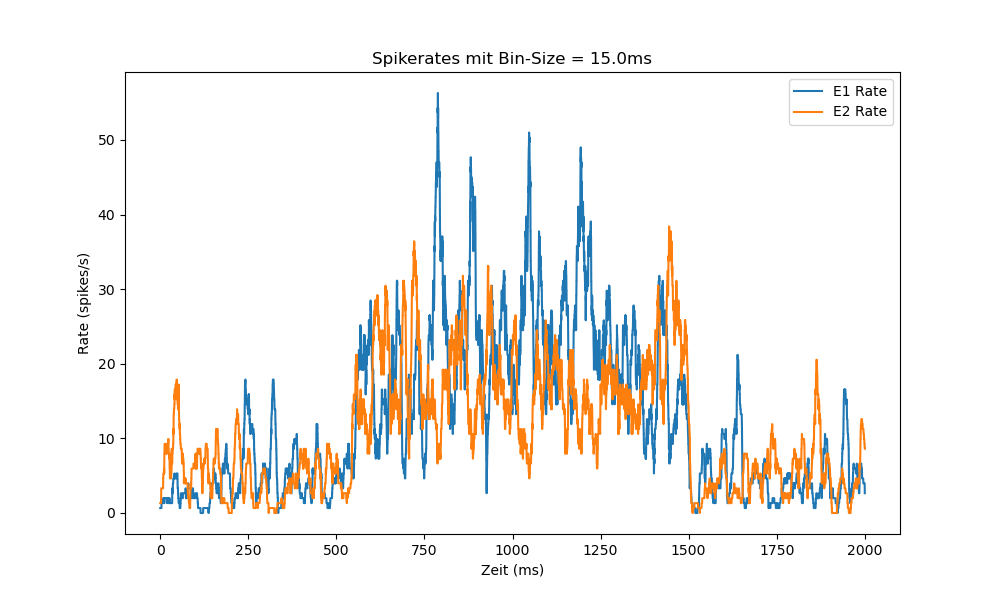 Spikerates mit Bin-Size = 15.0ms
E1 Rate
E2 Rate
Rate (spikes/s)
50
40
30
20
10
0
0 250 500 750 1000 1250 1500 1750 2000
Zeit (ms)